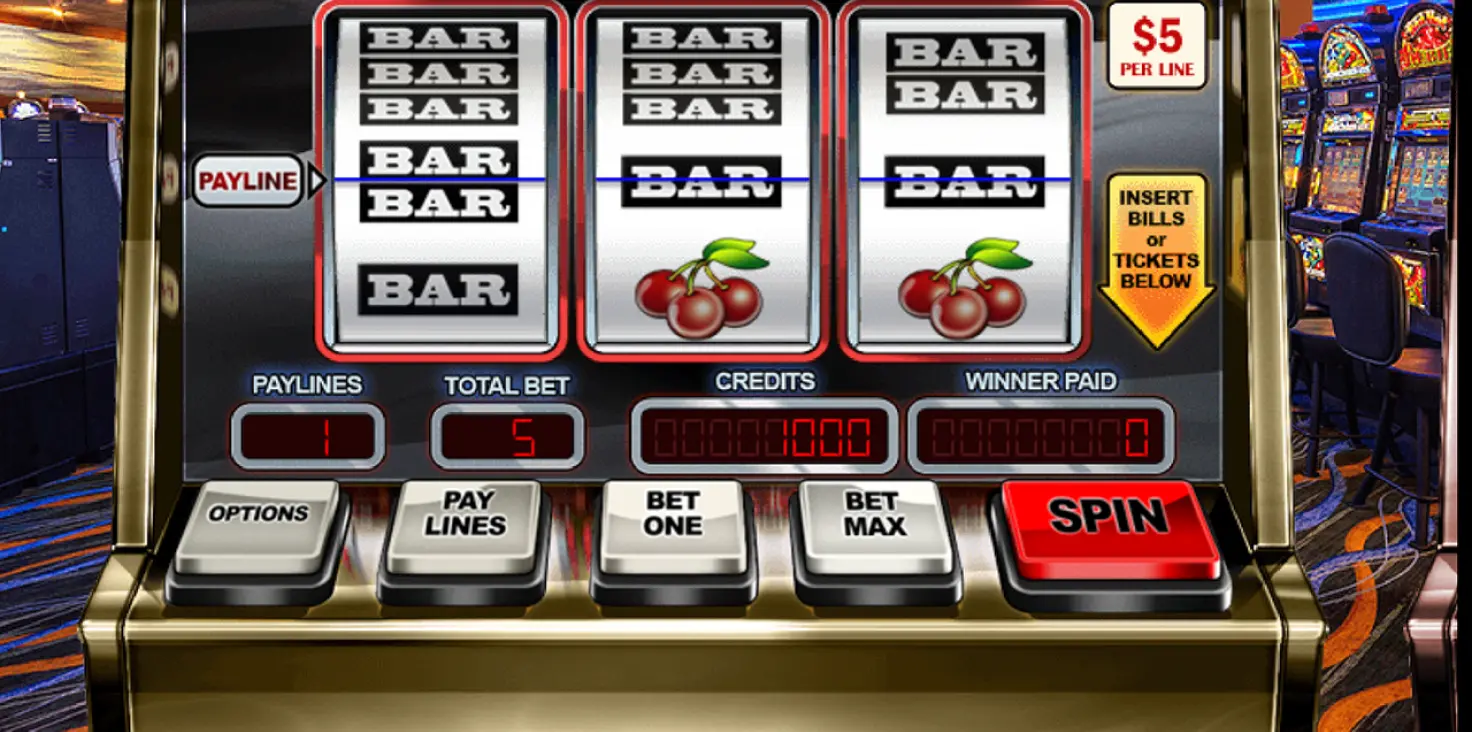 BAR
BAR
BAR
BAR
BAR
BAR
BAR
BAR
$5
PER LINE
PAYLINE
BAR
BAR
BAR
BAR
INSERT
BILLS
or
TICKETS
BELOW
BAR
PAYLINES
TOTAL BET
CREDITS
WINNER PAID
1
5
1000
0
OPTIONS
PAY
LINES
BET
ONE
BET
MAX
SPIN